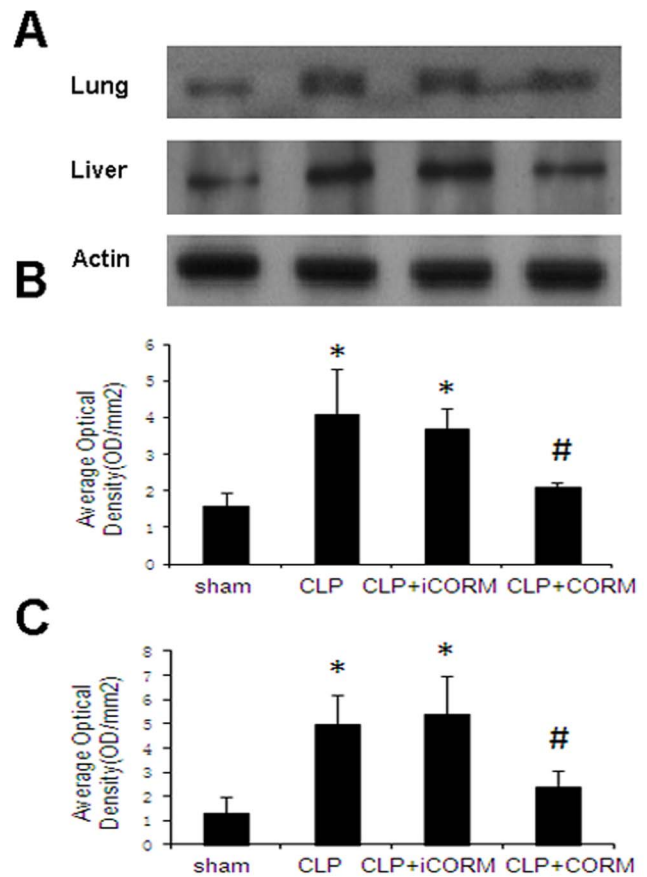 A
Lung
Liver
Actin
B
Average Optical
Density(OD/mm2)
6
5
4
3
2
1
0
*
*
#
sham CLP CLP+iCORM CLP+CORM
C
Average Optical
Density(OD/mm2)
8
7
6
5
4
3
2
1
0
*
*
#
sham CLP CLP+iCORM CLP+CORM